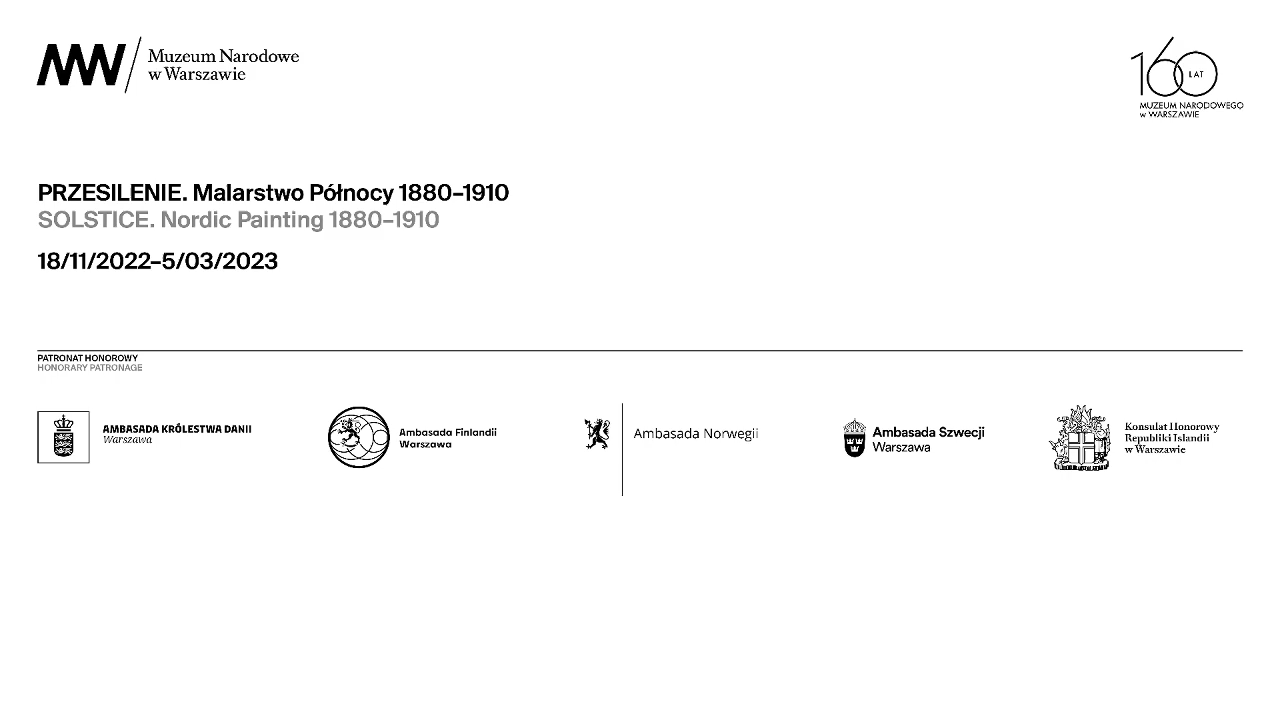 Muzeum Narodowe
w Warszawie
160
LAT
MUZEUM NARODOWEGO
w WARSZAWIE
PRZESILENIE. Malarstwo Północy 1880–1910
SOLSTICE. Nordic Painting 1880–1910
18/11/2022–5/03/2023
PATRONAT HONOROWY
HONORARY PATRONAGE
AMBASADA KRÓLESTWA DANII
Warszawa
Ambasada Finlandii
Warszawa
Ambasada Norwegii
Ambasada Szwecji
Warszawa
Konsulat Honorowy
Republiki Islandii
w Warszawie